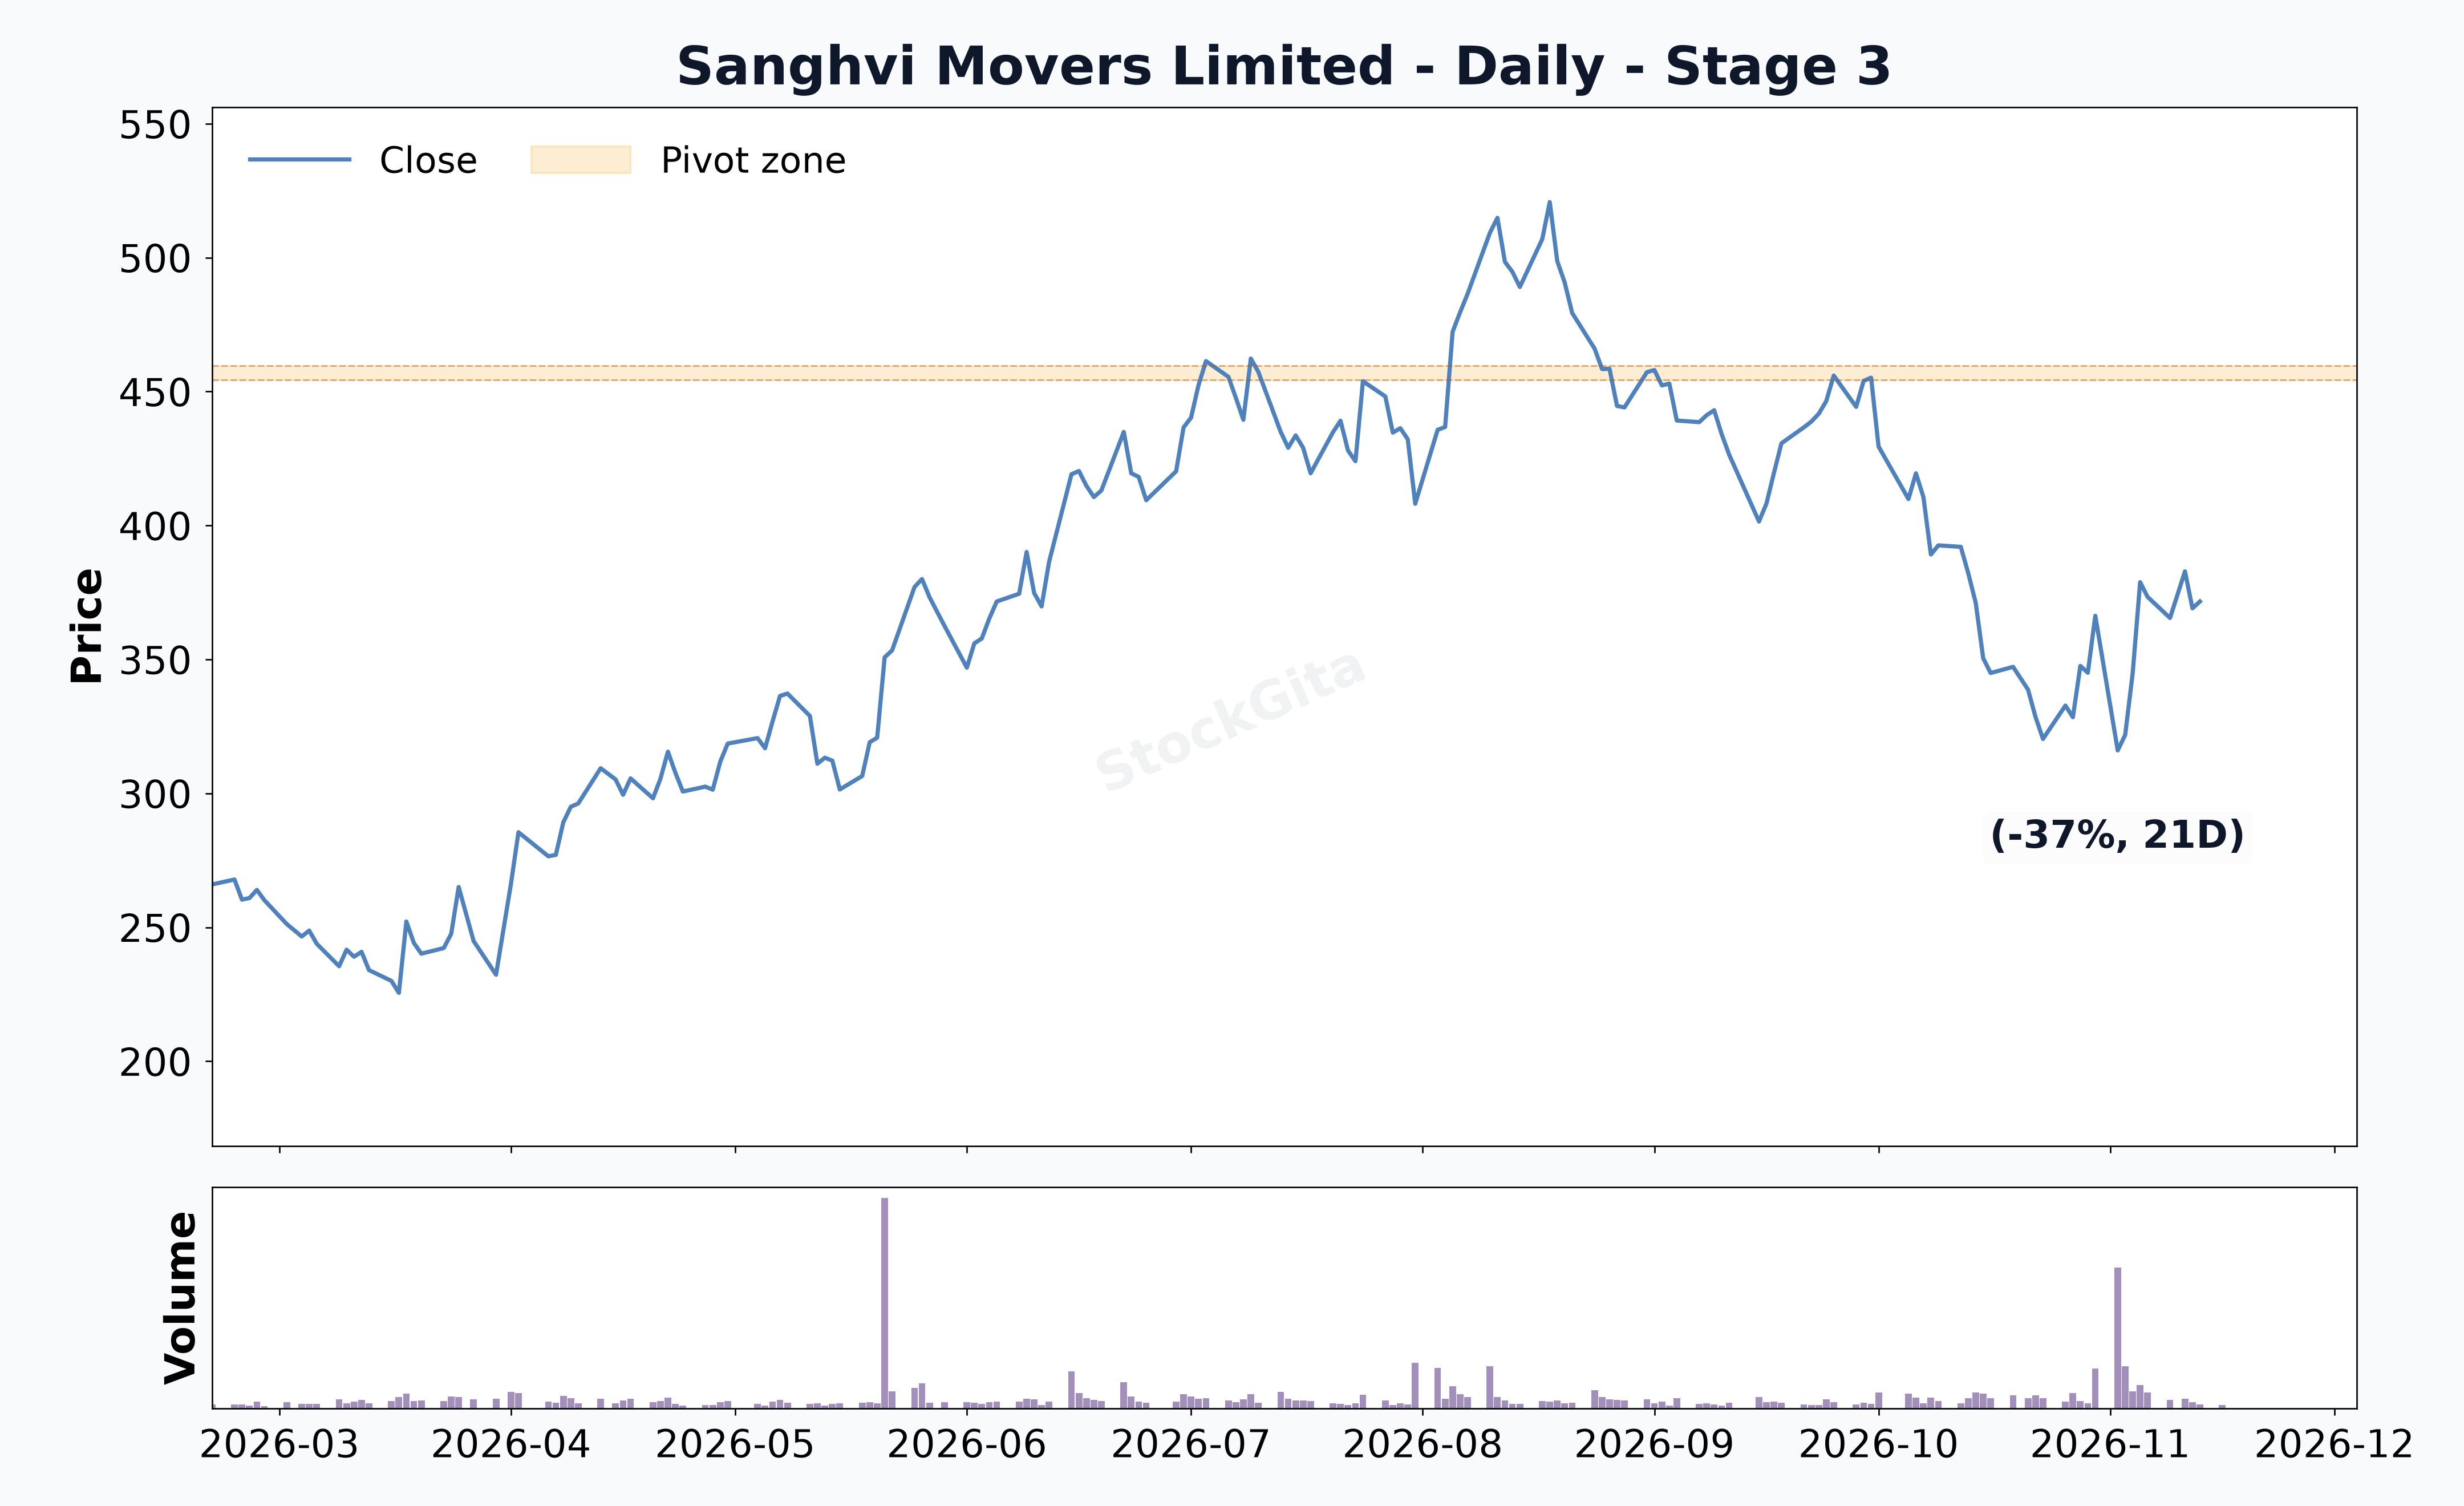 Sanghvi Movers Limited - Daily - Stage 3
550
Close
Pivot zone
500
450
400
Price
350
StockGita
300
(-37%, 21D)
250
200
Volume
2026-03
2026-04
2026-05
2026-06
2026-07
2026-08
2026-09
2026-10
2026-11
2026-12